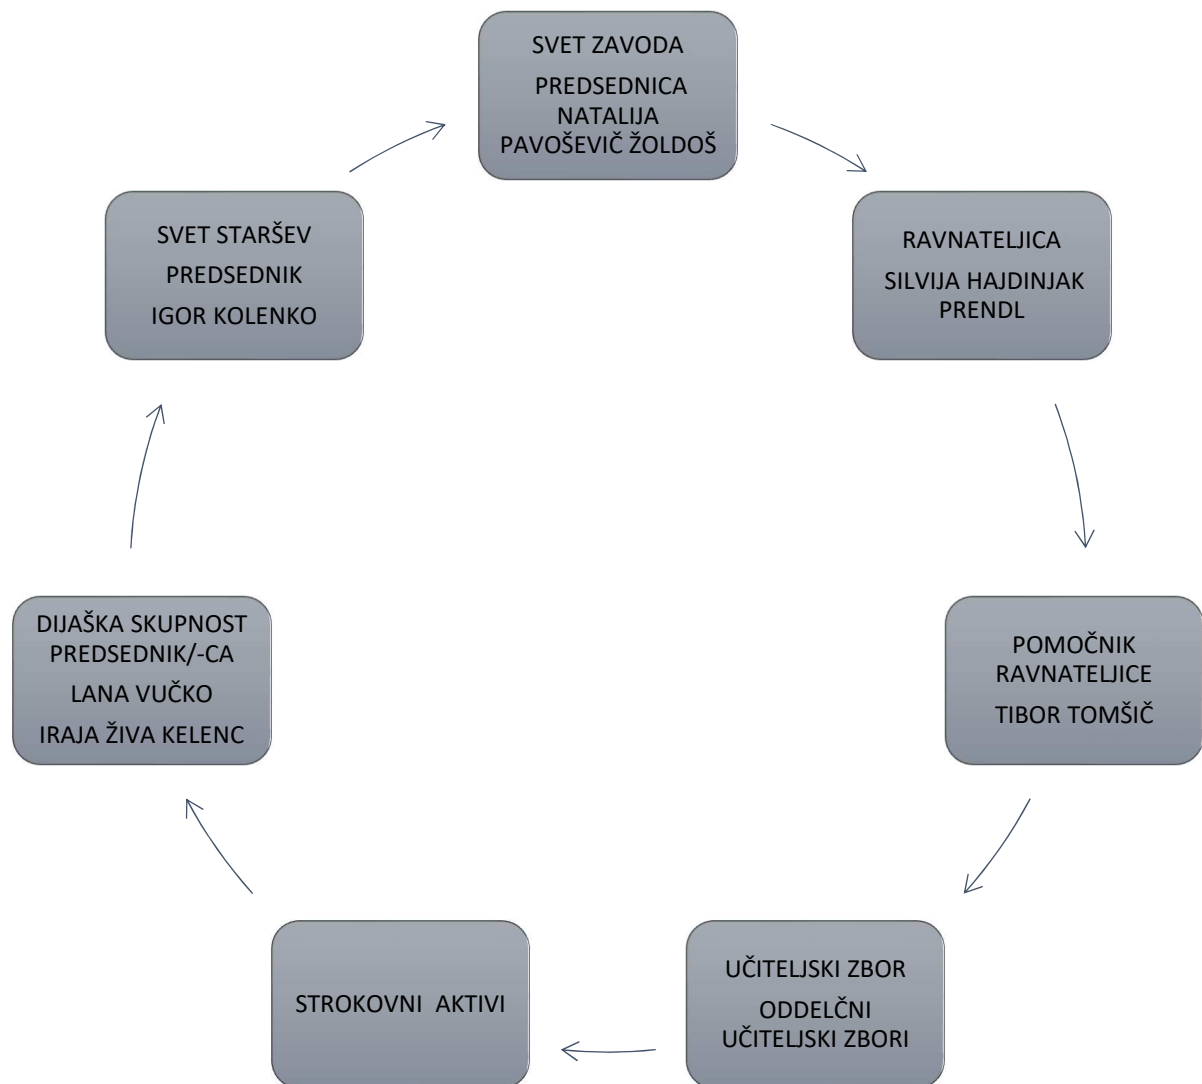 SVET ZAVODA
PREDSEDNICA
NATALIJA
PAVOŠEVIČ ŽOLDOŠ
RAVNATELJICA
SILVIJA HAJDINJAK
PRENDL
POMOČNIK
RAVNATELJICE
TIBOR TOMŠIČ
UČITELJSKI ZBOR
ODDELČNI
UČITELJSKI ZBORI
STROKOVNI  AKTIVI
DIJAŠKA SKUPNOST
PREDSEDNIK/-CA
LANA VUČKO
IRAJA ŽIVA KELENC
SVET STARŠEV
PREDSEDNIK
IGOR KOLENKO